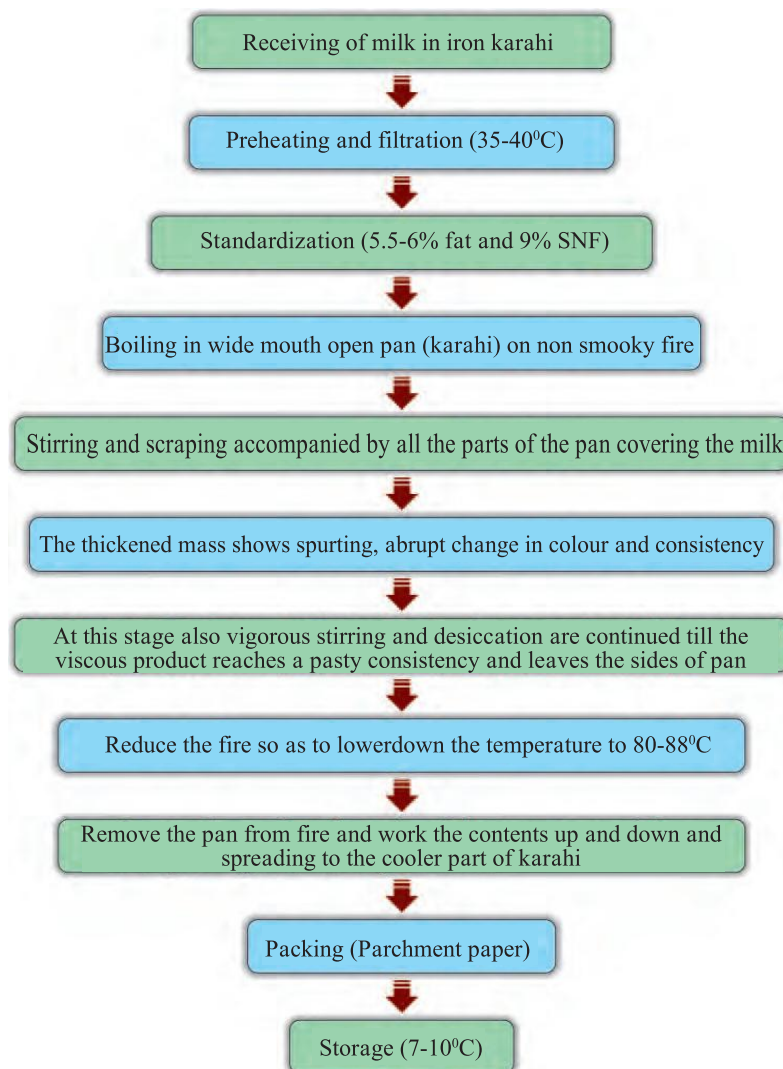 Receiving of milk in iron karahi
Preheating and filtration (35-40⁰C)
Standardization (5.5-6% fat and 9% SNF)
Boiling in wide mouth open pan (karahi) on non smooky fire
Stirring and scraping accompanied by all the parts of the pan covering the milk
The thickened mass shows spurting, abrupt change in colour and consistency
At this stage also vigorous stirring and desiccation are continued till the
viscous product reaches a pasty consistency and leaves the sides of pan
Reduce the fire so as to lowerdown the temperature to 80-88⁰C
Remove the pan from fire and work the contents up and down and
spreading to the cooler part of karahi
Packing (Parchment paper)
Storage (7-10⁰C)